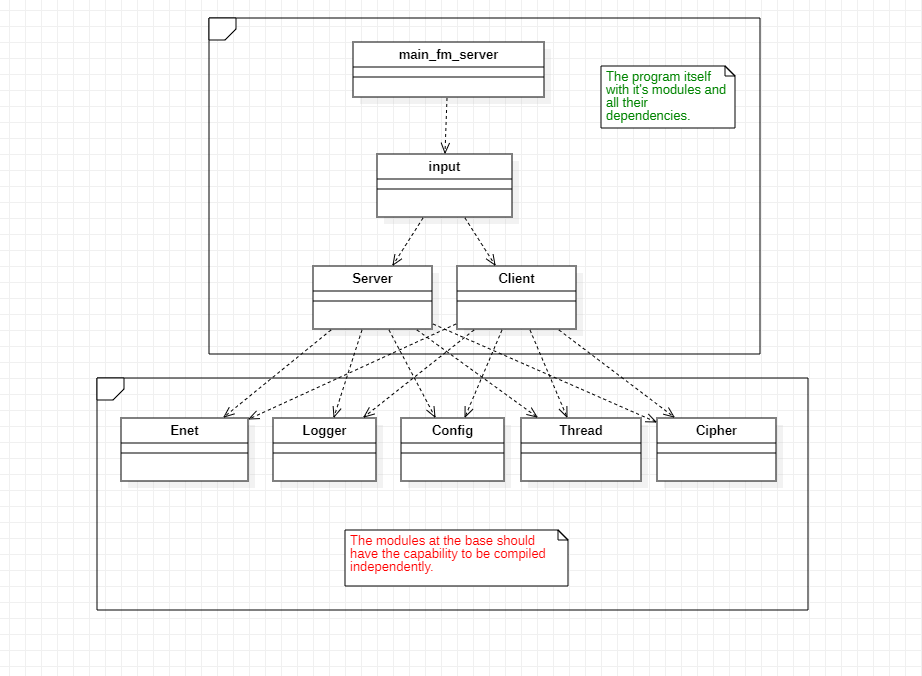 main_fm_server
The program itself
with it's modules and
all their
dependencies.
input
Server
Client
Enet
Logger
Config
Thread
Cipher
The modules at the base should
have the capability to be compiled
independently.